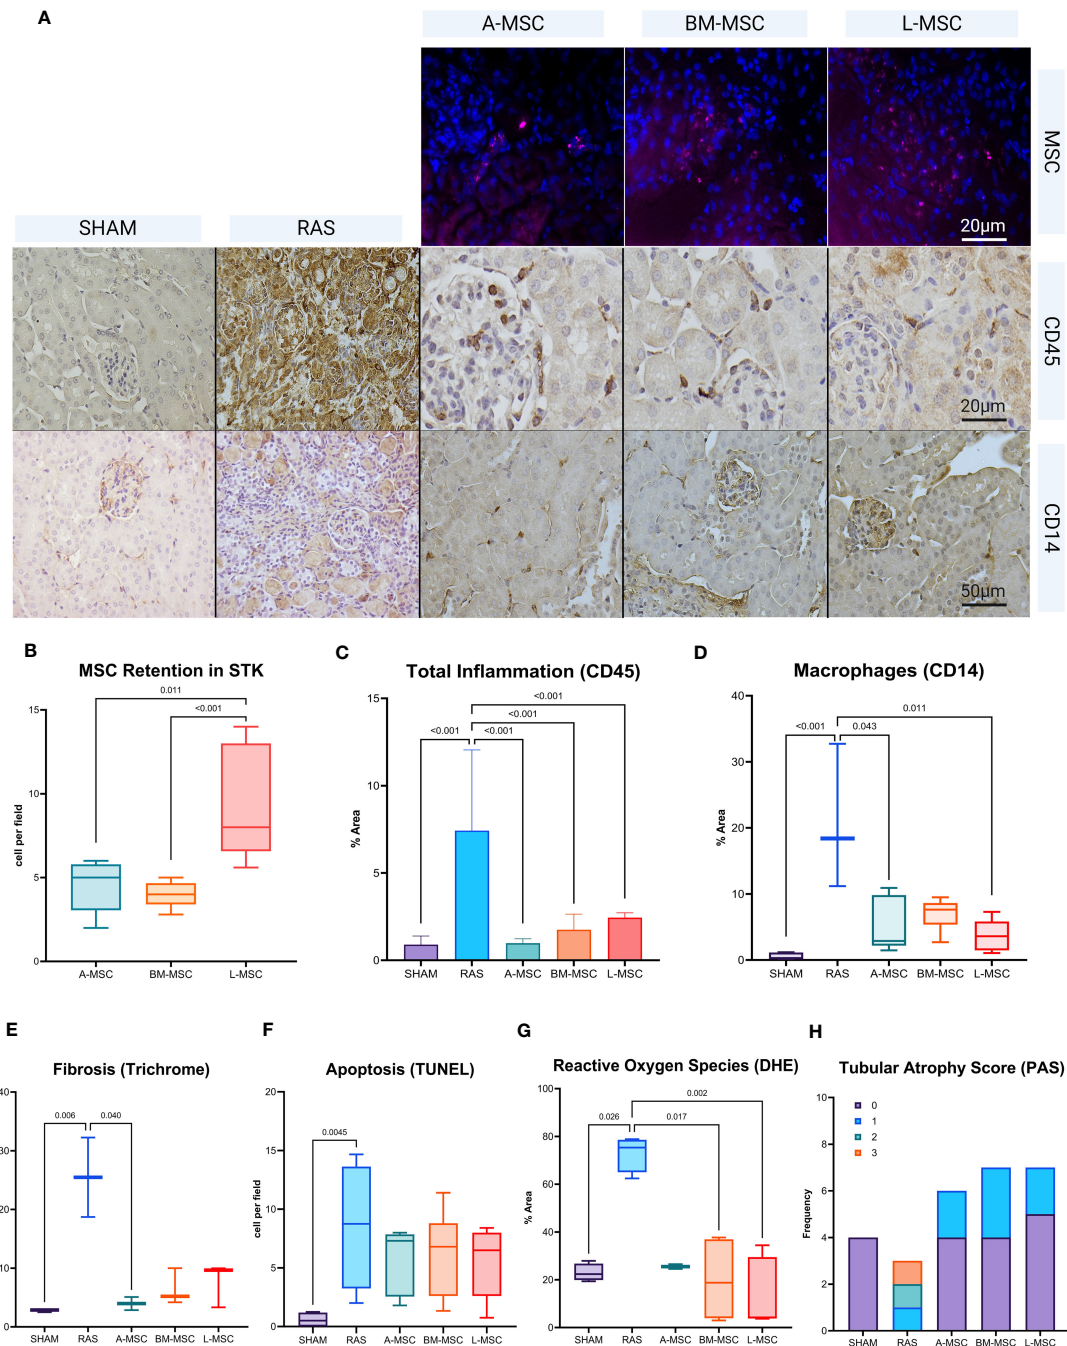 A
A-MSC BM-MSC L-MSC
MSC
20µm
SHAM RAS
CD45
20µm
CD14
50µm
B
MSC Retention in STK
0.011
<0.001
15
10
5
0
cell per field
A-MSC BM-MSC L-MSC
C
Total Inflammation (CD45)
<0.001
<0.001
<0.001 <0.001
15
10
5
0
% Area
SHAM RAS A-MSC BM-MSC L-MSC
D
Macrophages (CD14)
0.011
<0.001 0.043
40
30
20
10
0
% Area
SHAM RAS A-MSC BM-MSC L-MSC
E
Fibrosis (Trichrome)
0.006 0.040
40
30
20
10
0
SHAM RAS A-MSC BM-MSC L-MSC
F
Apoptosis (TUNEL)
0.0045
20
15
10
5
0
cell per field
SHAM RAS A-MSC BM-MSC L-MSC
G
Reactive Oxygen Species (DHE)
0.002
0.026 0.017
100
80
60
40
20
0
% Area
SHAM RAS A-MSC BM-MSC L-MSC
H
Tubular Atrophy Score (PAS)
0
1
2
3
10
8
6
4
2
0
Frequency
SHAM RAS A-MSC BM-MSC L-MSC